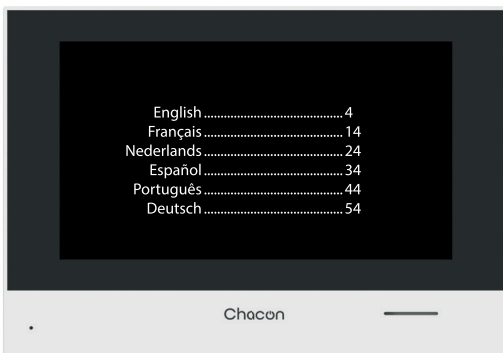 English .......................................... 4
Français .......................................... 14
Nederlands .......................................... 24
Español .......................................... 34
Português .......................................... 44
Deutsch .......................................... 54
Chacon